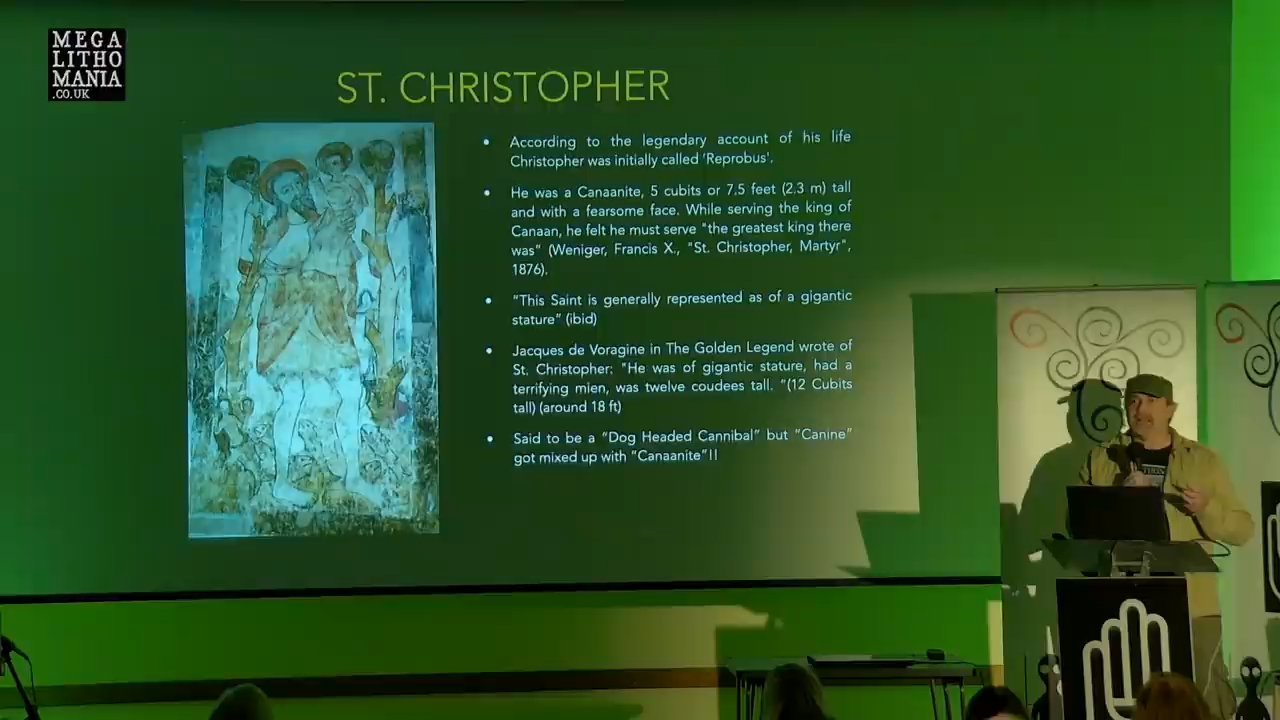 MEGA
LITHO
MANIA
.CO.UK
ST. CHRISTOPHER
• According to the legendary account of his life
Christopher was initially called 'Reprobus'.
• He was a Canaanite, 5 cubits or 7.5 feet (2.3 m) tall
and with a fearsome face. While serving the king of
Canaan, he felt he must serve "the greatest king there
was" (Weniger, Francis X., "St. Christopher, Martyr",
1876).
• "This Saint is generally represented as of a gigantic
stature" (ibid)
• Jacques de Voragine in The Golden Legend wrote of
St. Christopher: "He was of gigantic stature, had a
terrifying mien, was twelve coudees tall. "(12 Cubits
tall) (around 18 ft)
• Said to be a "Dog Headed Cannibal" but "Canine"
got mixed up with "Canaanite"!!